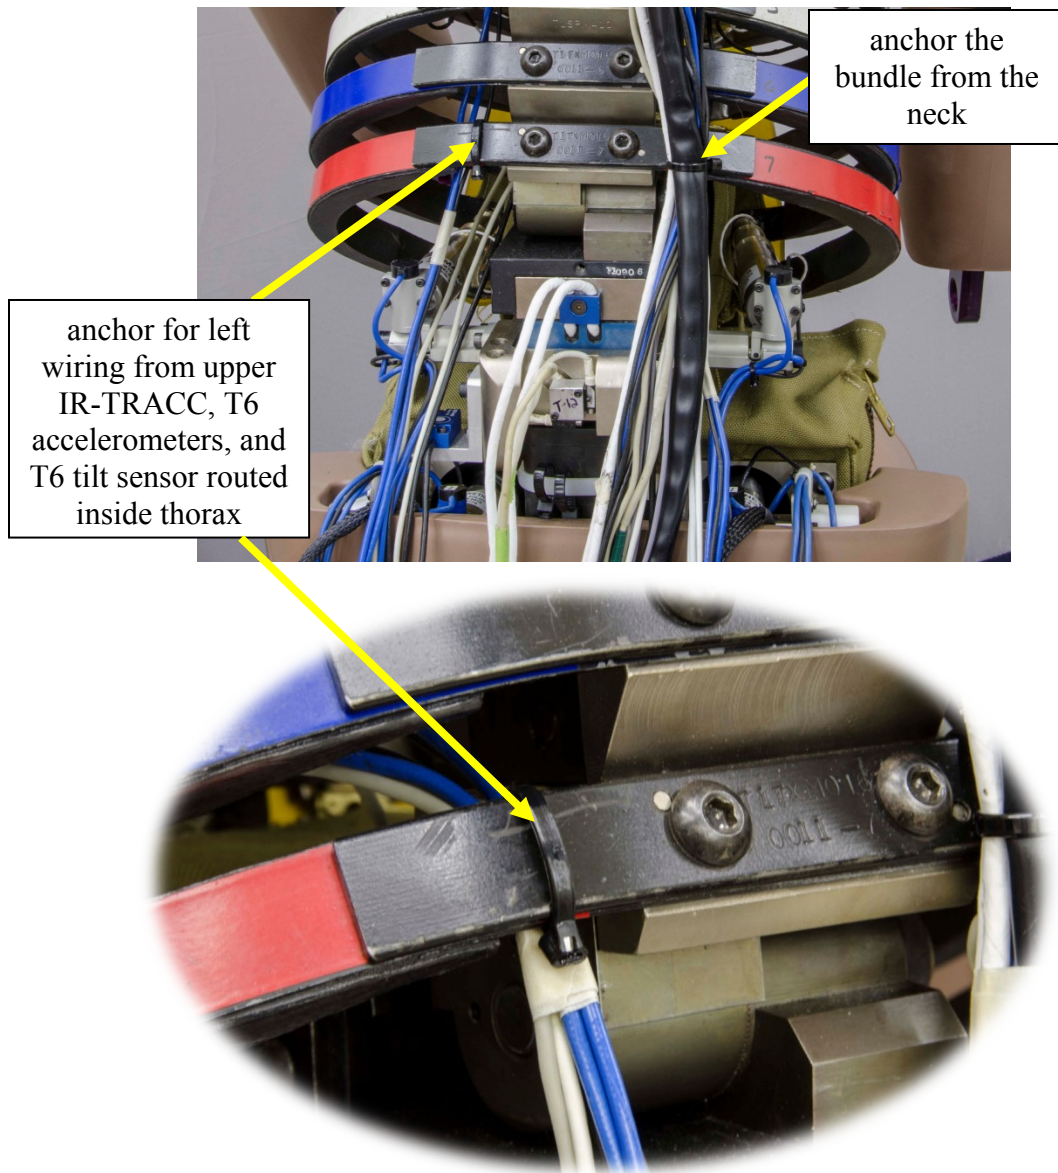 anchor the
bundle from the
neck
7
anchor for left
wiring from upper
IR-TRACC, T6
accelerometers, and
T6 tilt sensor routed
inside thorax
T-12
0011 -